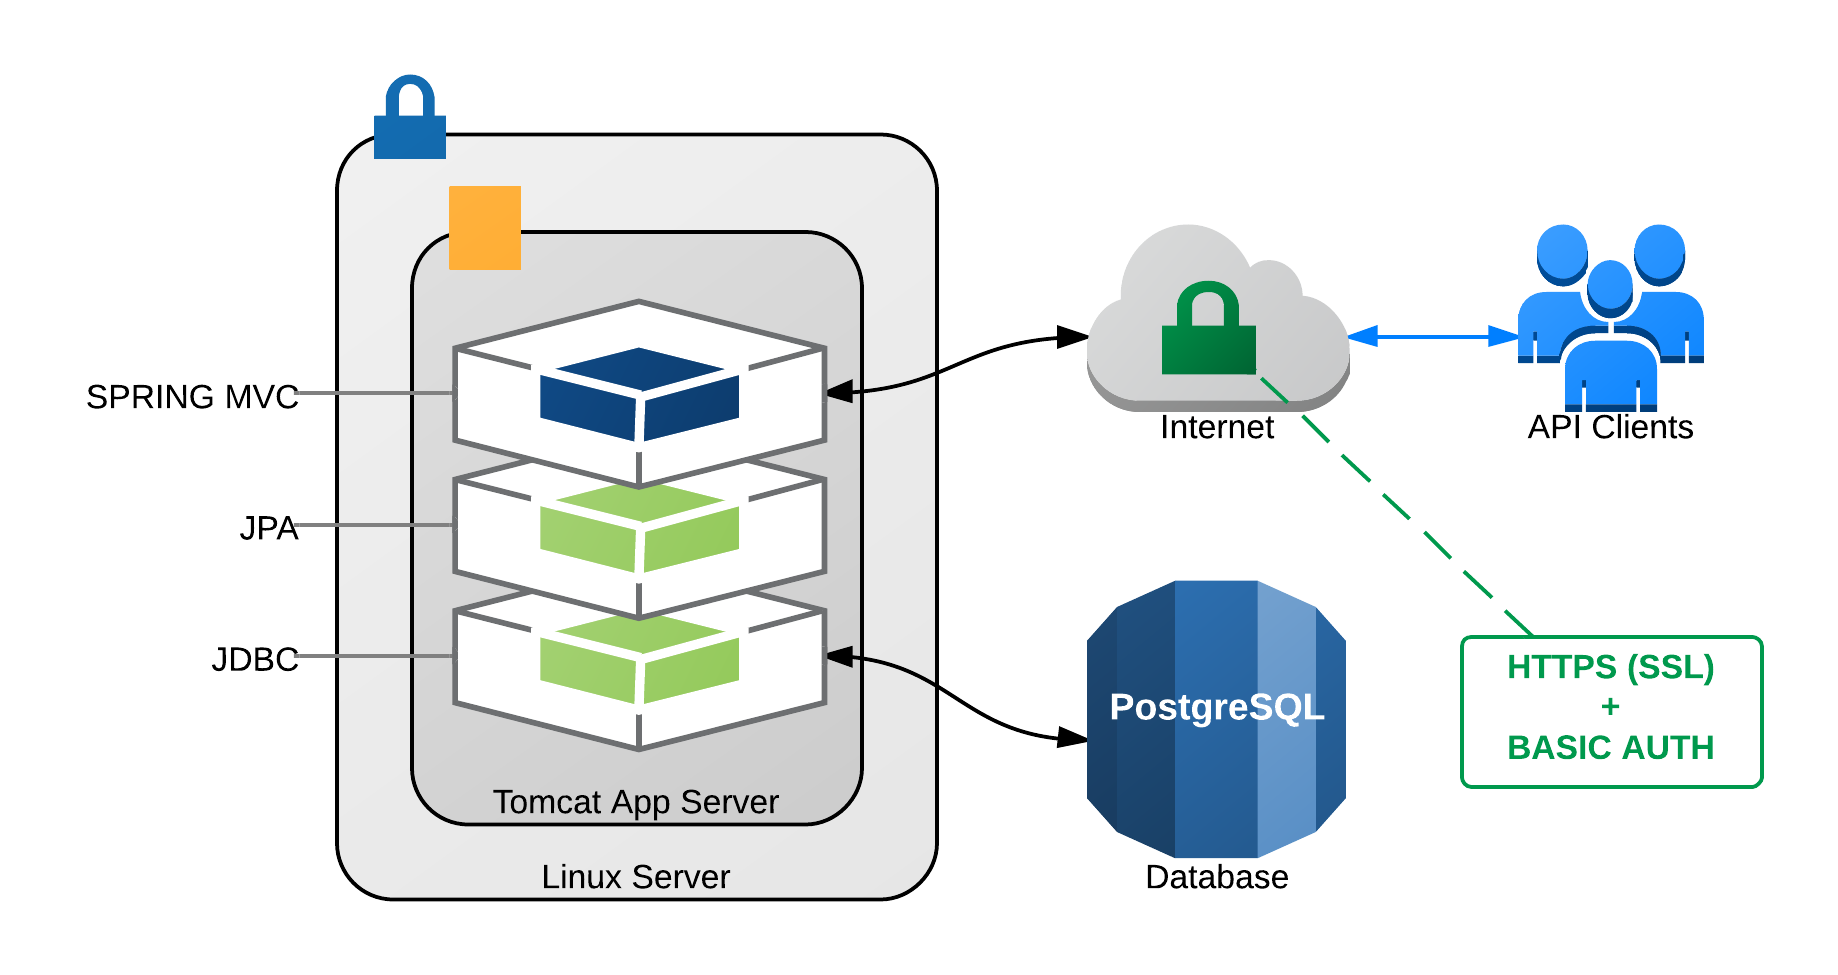 SPRING MVC
JPA
JDBC
Tomcat App Server
Linux Server
Internet
API Clients
PostgreSQL
Database
HTTPS (SSL)
+
BASIC AUTH